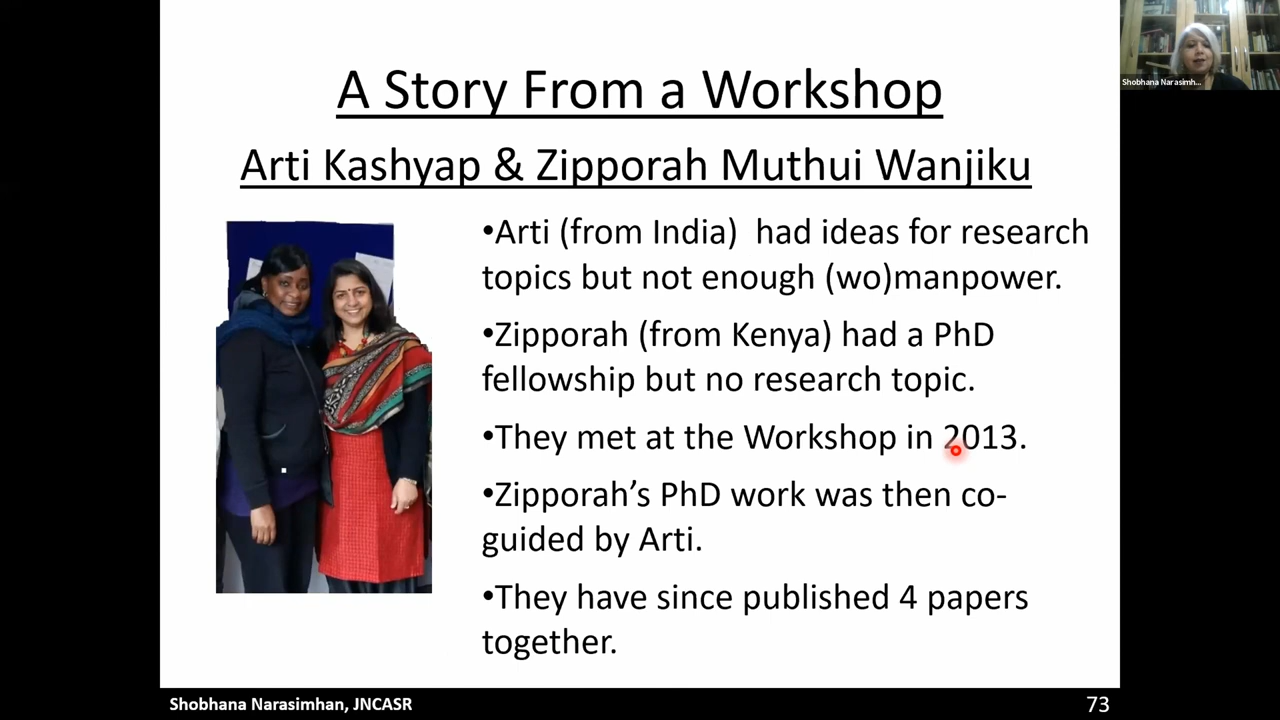 Shobhana Narasimh...
A Story From a Workshop
Arti Kashyap & Zipporah Muthui Wanjiku
•Arti (from India)  had ideas for research
topics but not enough (wo)manpower.
•Zipporah (from Kenya) had a PhD
fellowship but no research topic.
•They met at the Workshop in 2013.
•Zipporah’s PhD work was then co-
guided by Arti.
•They have since published 4 papers
together.
Shobhana Narasimhan, JNCASR
73